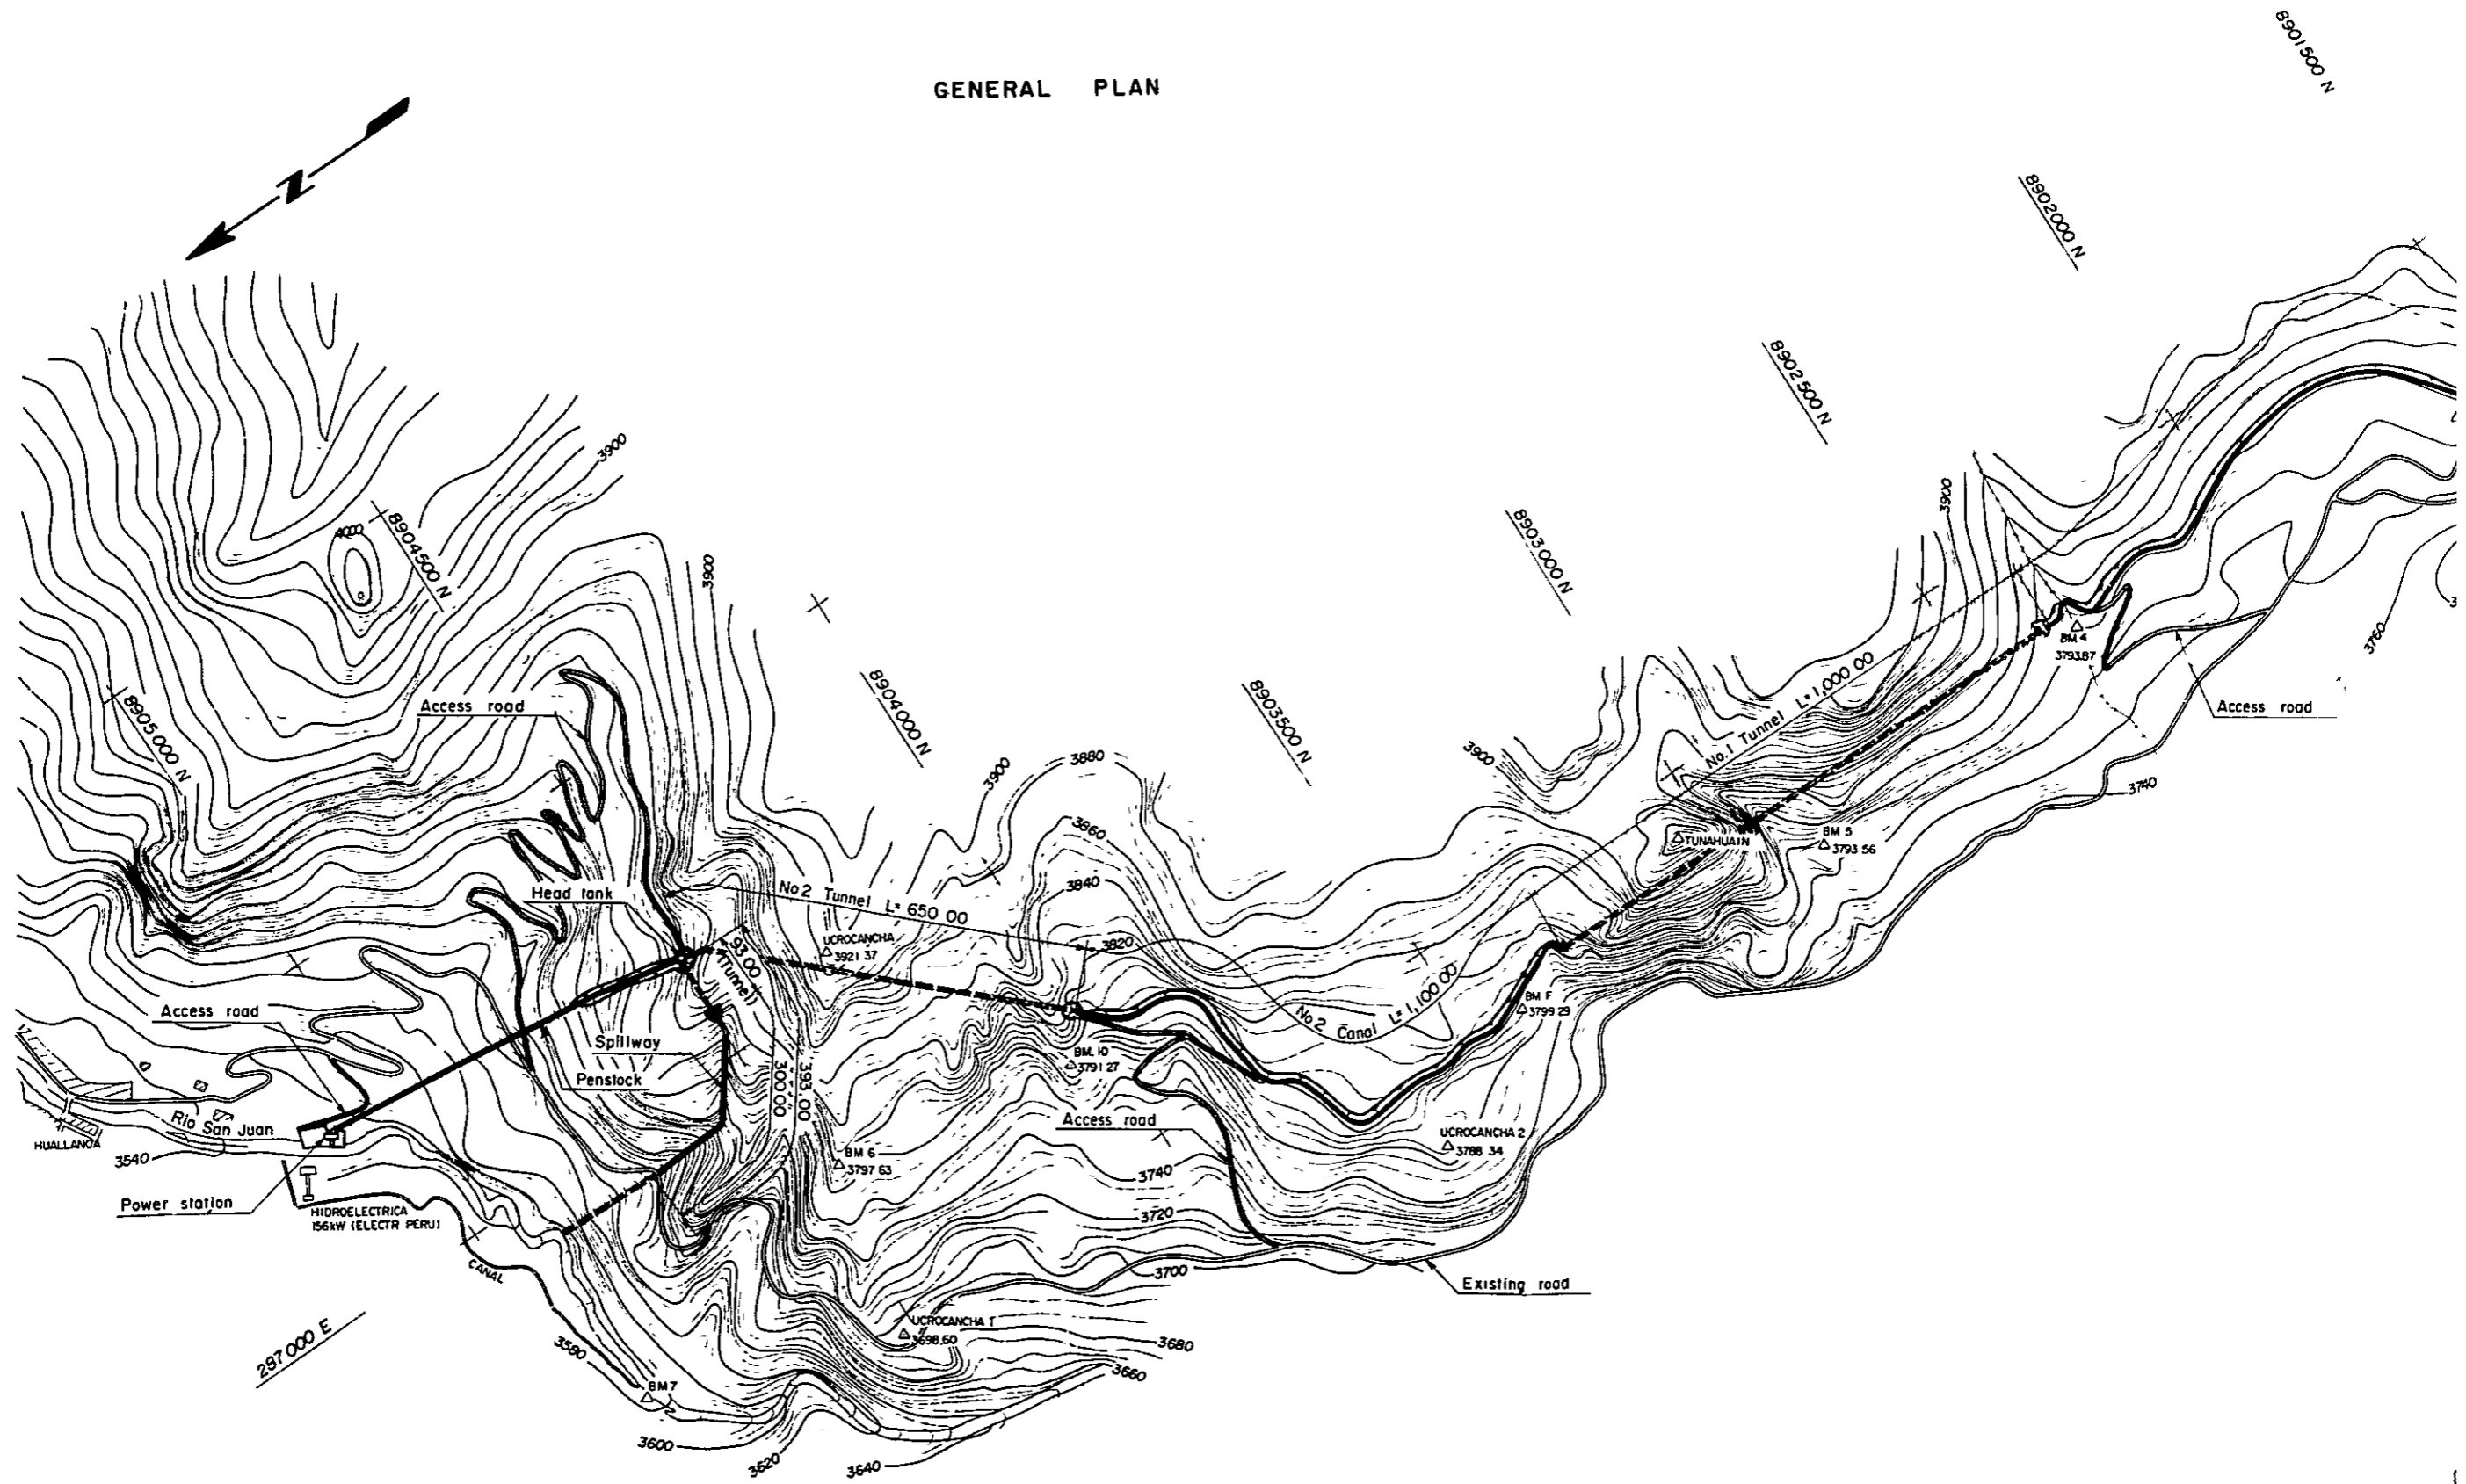 GENERAL PLAN
8901500 N
N
8902000 N
8902500 N
3900
8904500 N
4000
3900
8903000 N
3900
BM 4
3793.87
3760
8905000 N
Access road
8904000 N
8903500 N
No.1 Tunnel L=1,000 00
Access road
3900
3880
3900
3740
3860
TUNAHUAIN
BM 5
3793 56
Head tank
No 2 Tunnel L= 650 00
3840
UCROCANCHA
3921 37
3820
93 00
(Tunnel)
No 2 Canal L=1,100 00
BM F
3799 29
Access road
Spillway
Penstock
BM. 10
3791 27
300 00
393 00
Rio San Juan
HUALLANCA
3540
Access road
UCROCANCHA 2
3788 34
BM 6
3797 63
3740
Power station
HIDROELECTRICA
156kW (ELECTR PERU)
3720
CANAL
3700
Existing road
UCROCANCHA 1
3698.60
287000 E
3580
3680
3660
BM7
3600
3620
3640